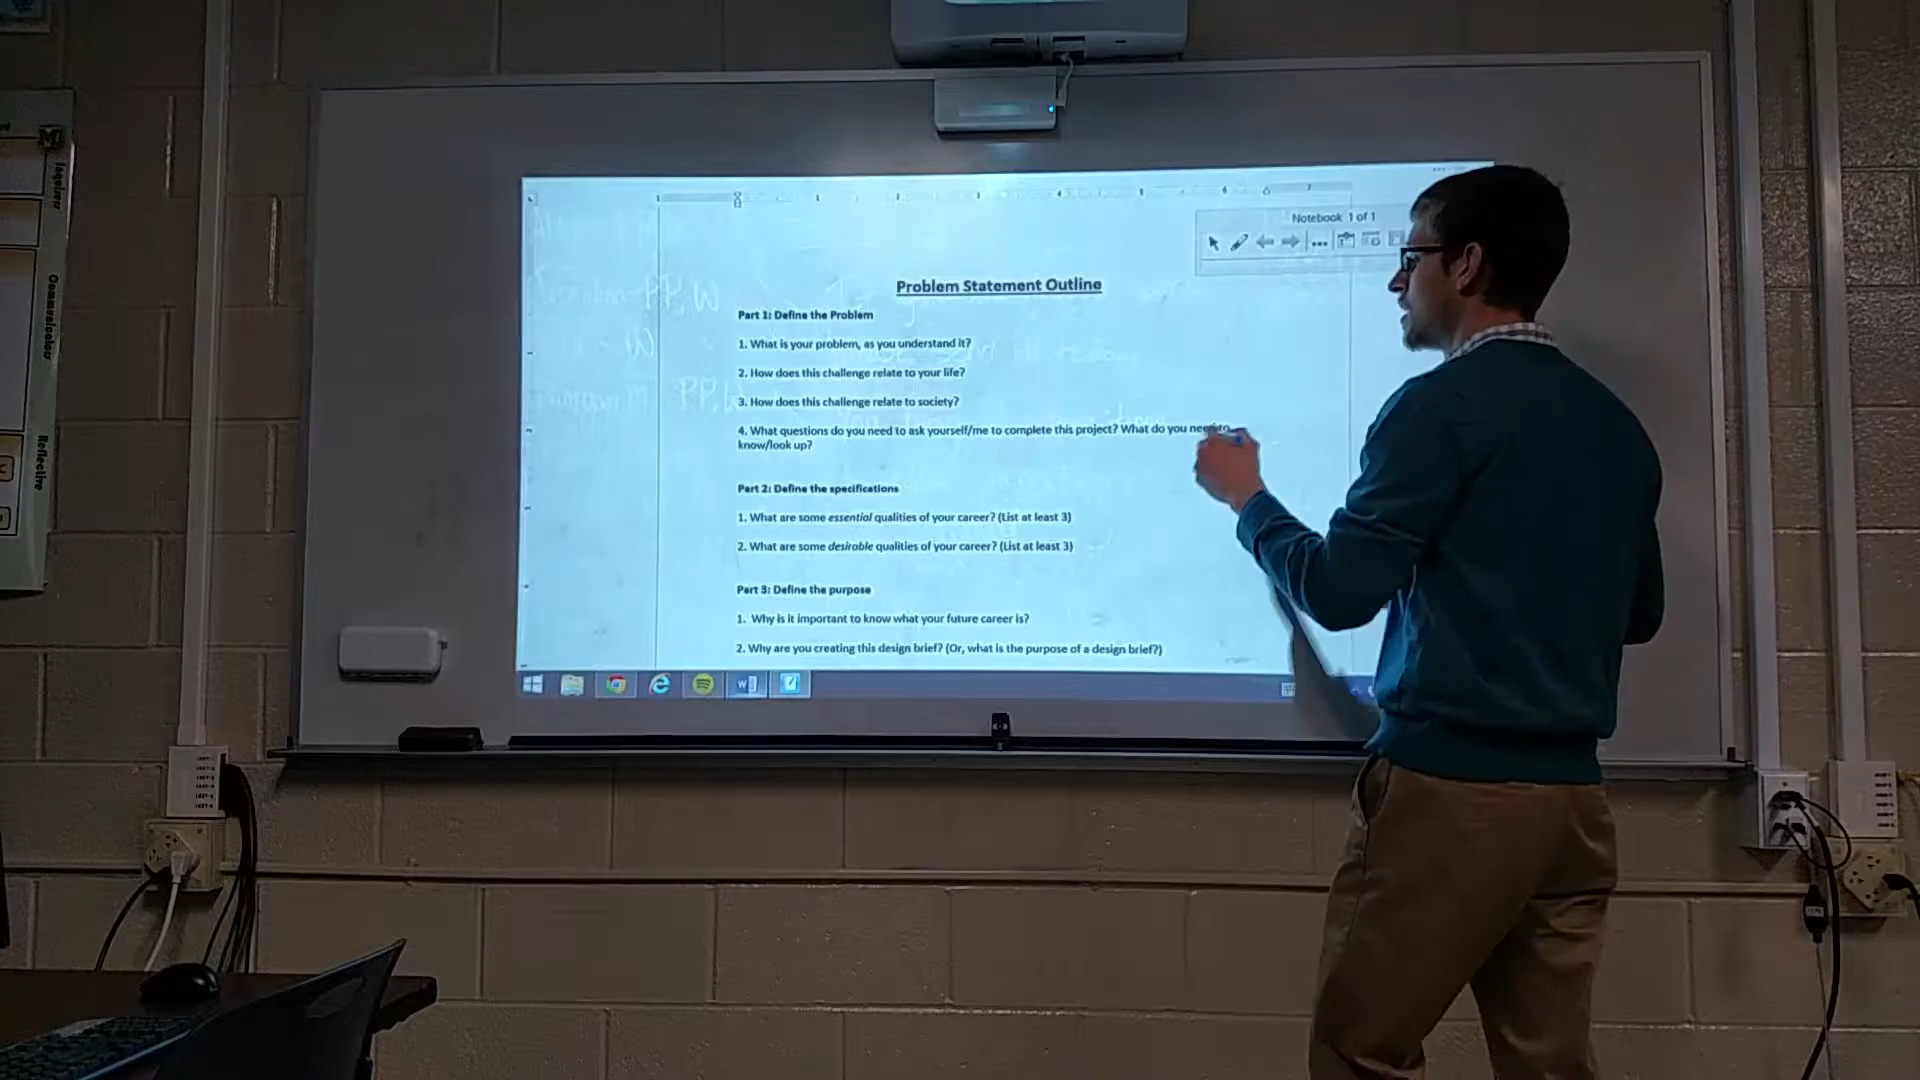 Notebook 1 of 1
Problem Statement Outline
Part 1: Define the Problem
1. What is your problem, as you understand it?
2. How does this challenge relate to your life?
3. How does this challenge relate to society?
4. What questions do you need to ask yourself/me to complete this project? What do you need to
know/look up?
Part 2: Define the specifications
1. What are some essential qualities of your career? (List at least 3)
2. What are some desirable qualities of your career? (List at least 3)
Part 3: Define the purpose
1. Why is it important to know what your future career is?
2. Why are you creating this design brief? (Or, what is the purpose of a design brief?)
Communicators
Reflective